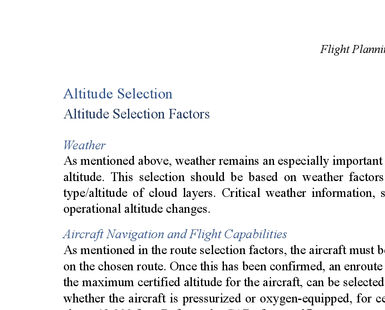 Flight Planni
Altitude Selection
Altitude Selection Factors
Weather
As mentioned above, weather remains an especially important
altitude. This selection should be based on weather factors
type/altitude of cloud layers. Critical weather information, s
operational altitude changes.
Aircraft Navigation and Flight Capabilities
As mentioned in the route selection factors, the aircraft must b
on the chosen route. Once this has been confirmed, an enroute
the maximum certified altitude for the aircraft, can be selected
whether the aircraft is pressurized or oxygen-equipped, for ce